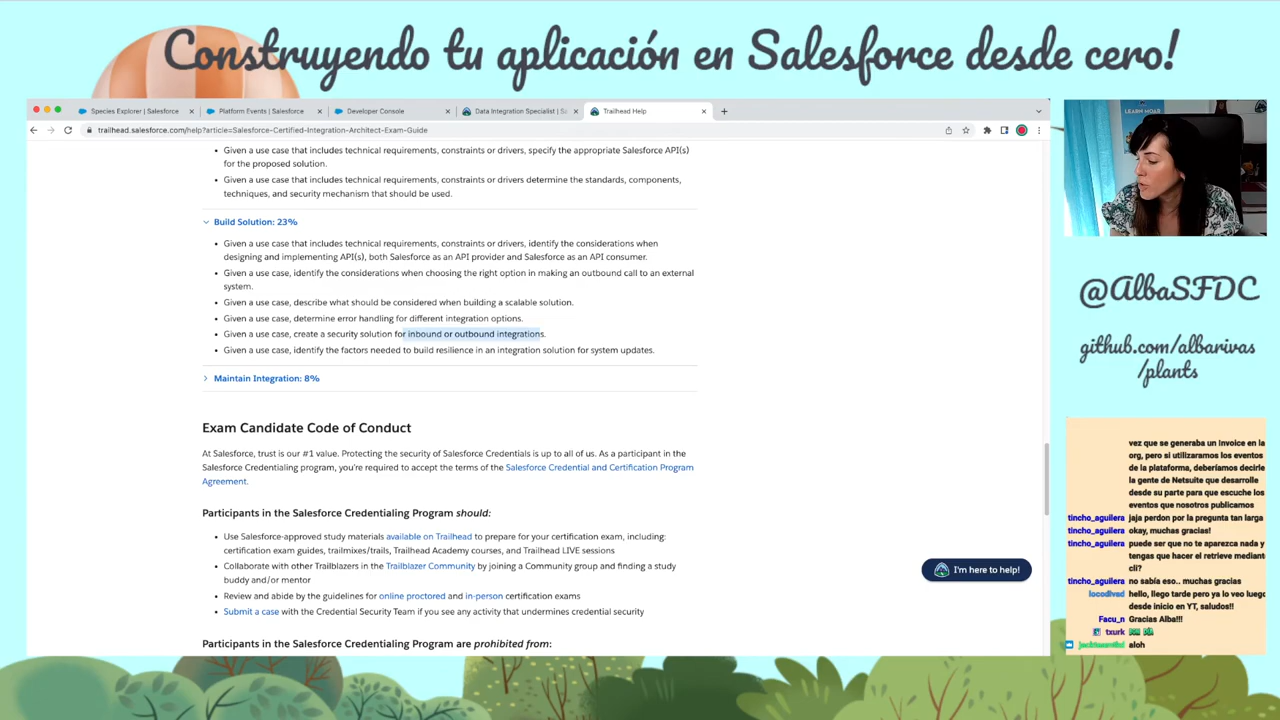 Construyendo tu aplicación en Salesforce desde cero!
Species Explorer | Salesforce
Platform Events | Salesforce
Developer Console
Data Integration Specialist | Sa
Trailhead Help
trailhead.salesforce.com/help?article=Salesforce-Certified-Integration-Architect-Exam-Guide
• Given a use case that includes technical requirements, constraints or drivers, specify the appropriate Salesforce API(s)
for the proposed solution.
• Given a use case that includes technical requirements, constraints or drivers determine the standards, components,
techniques, and security mechanism that should be used.
Build Solution: 23%
• Given a use case that includes technical requirements, constraints or drivers, identify the considerations when
designing and implementing API(s), both Salesforce as an API provider and Salesforce as an API consumer.
• Given a use case, identify the considerations when choosing the right option in making an outbound call to an external
system.
• Given a use case, describe what should be considered when building a scalable solution.
• Given a use case, determine error handling for different integration options.
• Given a use case, create a security solution for inbound or outbound integrations.
• Given a use case, identify the factors needed to build resilience in an integration solution for system updates.
Maintain Integration: 8%
Exam Candidate Code of Conduct
At Salesforce, trust is our #1 value. Protecting the security of Salesforce Credentials is up to all of us. As a participant in the
Salesforce Credentialing program, you're required to accept the terms of the Salesforce Credential and Certification Program
Agreement.
Participants in the Salesforce Credentialing Program should:
• Use Salesforce-approved study materials available on Trailhead to prepare for your certification exam, including:
certification exam guides, trailmixes/trails, Trailhead Academy courses, and Trailhead LIVE sessions
• Collaborate with other Trailblazers in the Trailblazer Community by joining a Community group and finding a study
buddy and/or mentor
• Review and abide by the guidelines for online proctored and in-person certification exams
• Submit a case with the Credential Security Team if you see any activity that undermines credential security
Participants in the Salesforce Credentialing Program are prohibited from:
I'm here to help!
LEARN MOAR
@AlbaSFDC
github.com/albarivas
/plants
vez que se generaba un Invoice en la
org, pero si utilizaramos los eventos
de la plataforma, deberíamos decirle
la gente de Netsuite que desarrolle
desde su parte para que escuche los
eventos que nosotros publicamos
tincho_aguilera jaja perdon por la pregunta tan larga
tincho_aguilera okay, muchas gracias!
tincho_aguilera puede ser que no te aparezca nada y
tengas que hacer el retrieve mediant
cli?
tincho_aguilera no sabía eso.. muchas gracias
locodivad hello, llego tarde pero ya lo veo luego
desde inicio en YT, saludos!!
Facu_n Gracias Alba!!!
txurk
aloh